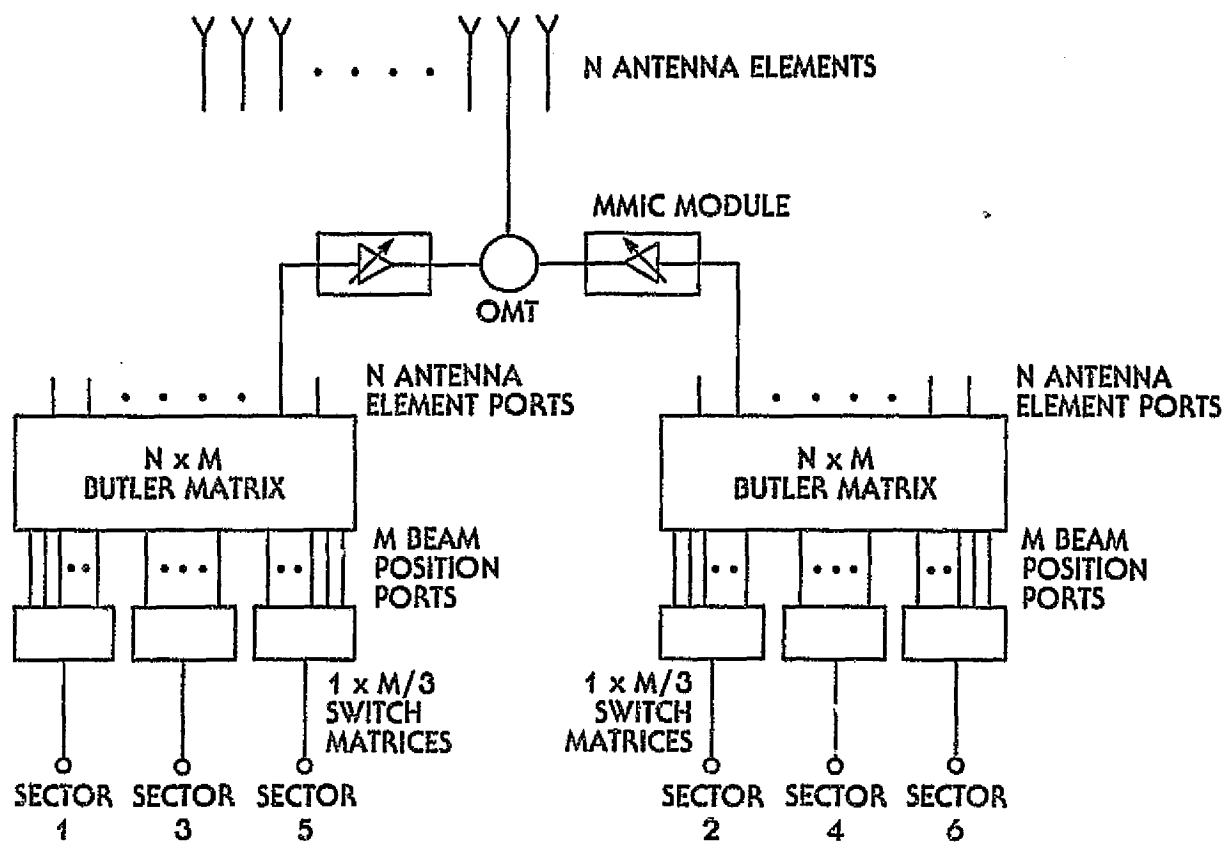 N ANTENNA ELEMENTS
MMIC MODULE
OMT
N ANTENNA
ELEMENT PORTS
N ANTENNA
ELEMENT PORTS
N x M
BUTLER MATRIX
N x M
BUTLER MATRIX
M BEAM
POSITION
PORTS
M BEAM
POSITION
PORTS
1 x M/3
SWITCH
MATRICES
1 x M/3
SWITCH
MATRICES
SECTOR
1
SECTOR
3
SECTOR
5
SECTOR
2
SECTOR
4
SECTOR
6